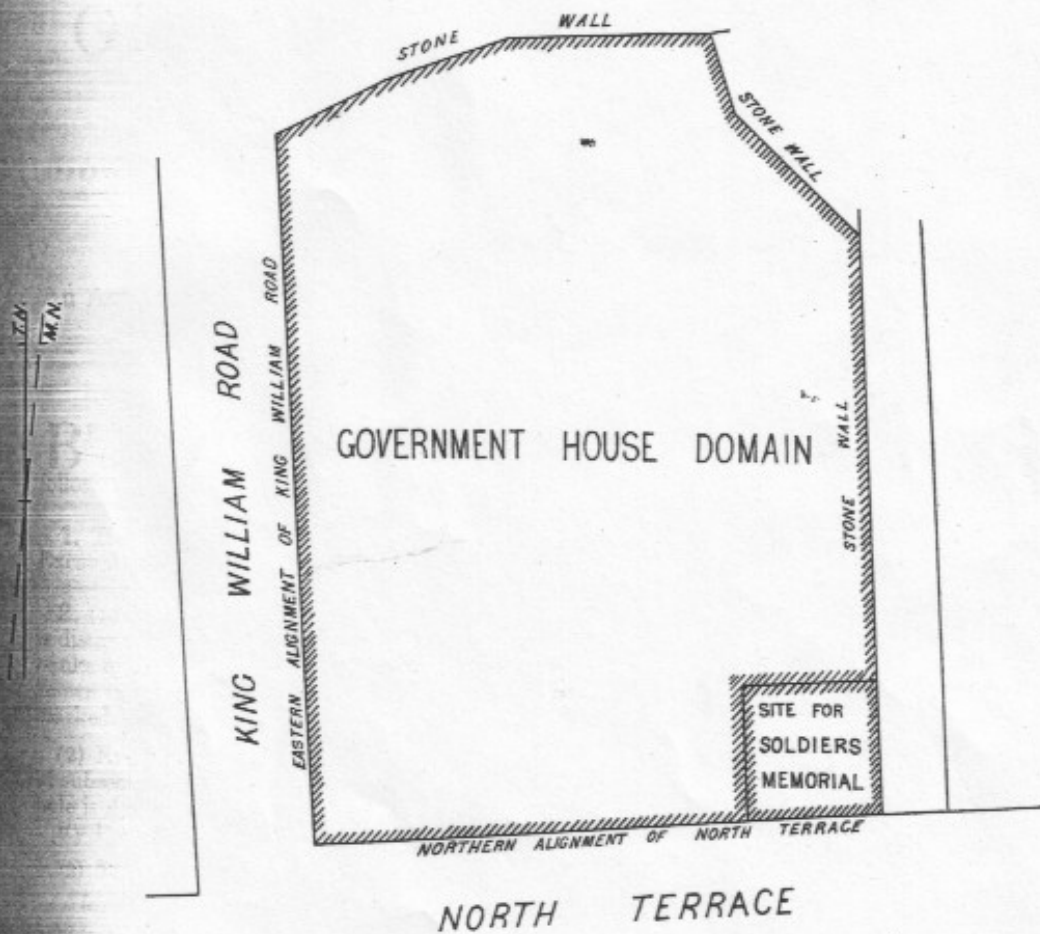 STONE WALL
STONE WALL
T.N.
M.N.
KING WILLIAM ROAD
EASTERN ALIGNMENT OF KING WILLIAM ROAD
GOVERNMENT HOUSE DOMAIN
STONE WALL
SITE FOR
SOLDIERS
MEMORIAL
NORTHERN ALIGNMENT OF NORTH TERRACE
NORTH TERRACE